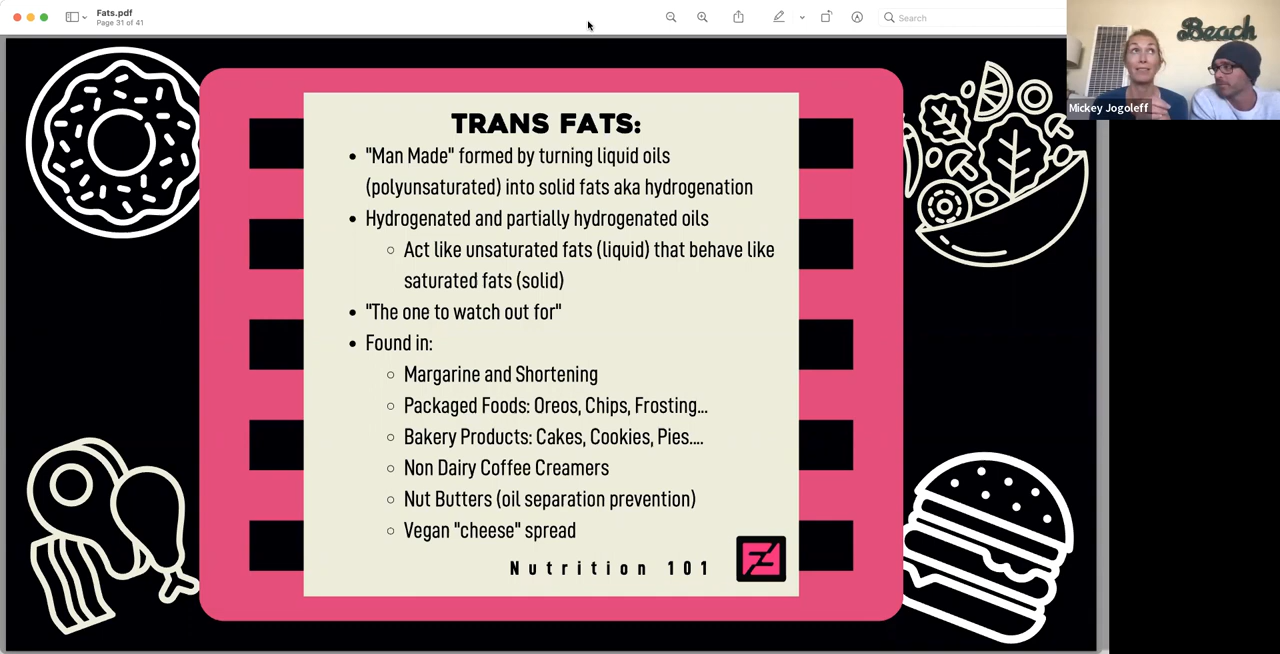 Fats.pdf
Page 31 of 41
Search
Beach
Mickey Jogoleff
TRANS FATS:
• "Man Made" formed by turning liquid oils
(polyunsaturated) into solid fats aka hydrogenation
• Hydrogenated and partially hydrogenated oils
○ Act like unsaturated fats (liquid) that behave like
saturated fats (solid)
• "The one to watch out for"
• Found in:
○ Margarine and Shortening
○ Packaged Foods: Oreos, Chips, Frosting...
○ Bakery Products: Cakes, Cookies, Pies....
○ Non Dairy Coffee Creamers
○ Nut Butters (oil separation prevention)
○ Vegan "cheese" spread
Nutrition 101